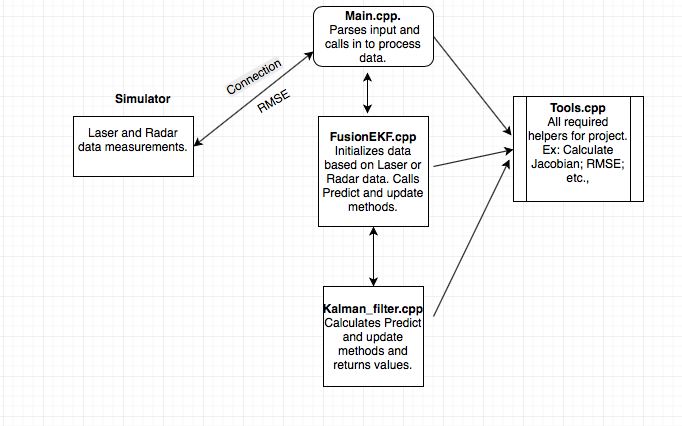 Main.cpp.
Parses input and
calls in to process
data.
Connection
RMSE
Simulator
Laser and Radar
data measurements.
FusionEKF.cpp
Initializes data
based on Laser or
Radar data. Calls
Predict and update
methods.
Tools.cpp
All required
helpers for project.
Ex: Calculate
Jacobian; RMSE;
etc.,
Kalman_filter.cpp
Calculates Predict
and update
methods and
returns values.